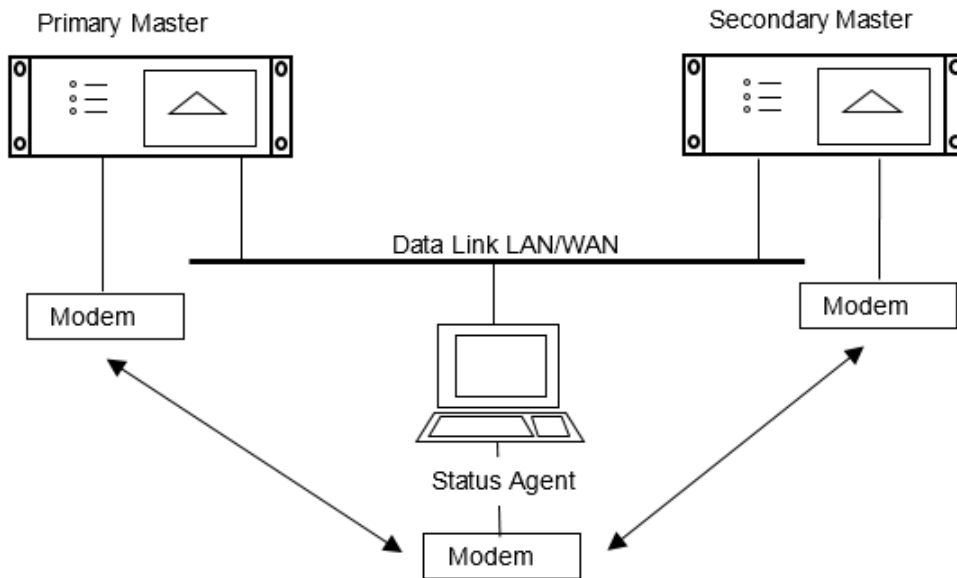 Primary Master
Secondary Master
Data Link LAN/WAN
Modem
Modem
Status Agent
Modem